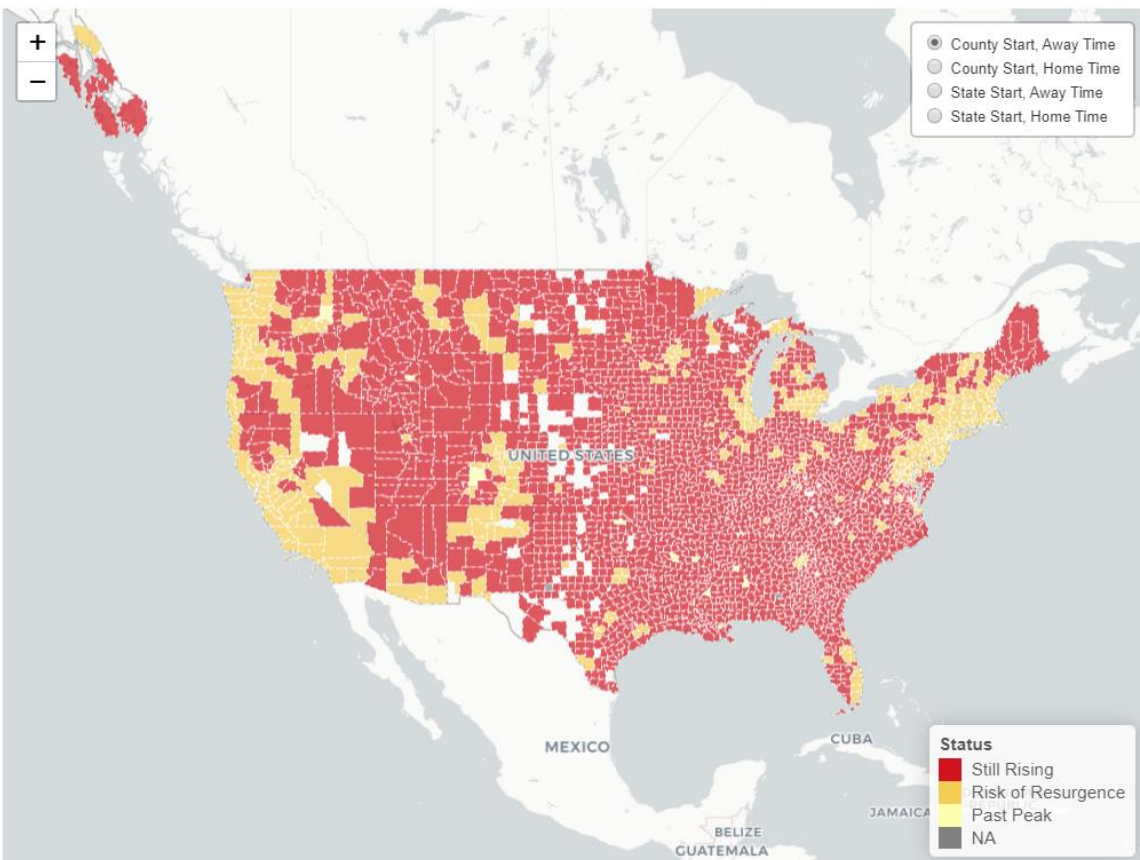 +
−
County Start, Away Time
County Start, Home Time
State Start, Away Time
State Start, Home Time
UNITED STATES
MEXICO
CUBA
JAMAICA
BELIZE
GUATEMALA
Status
Still Rising
Risk of Resurgence
Past Peak
NA